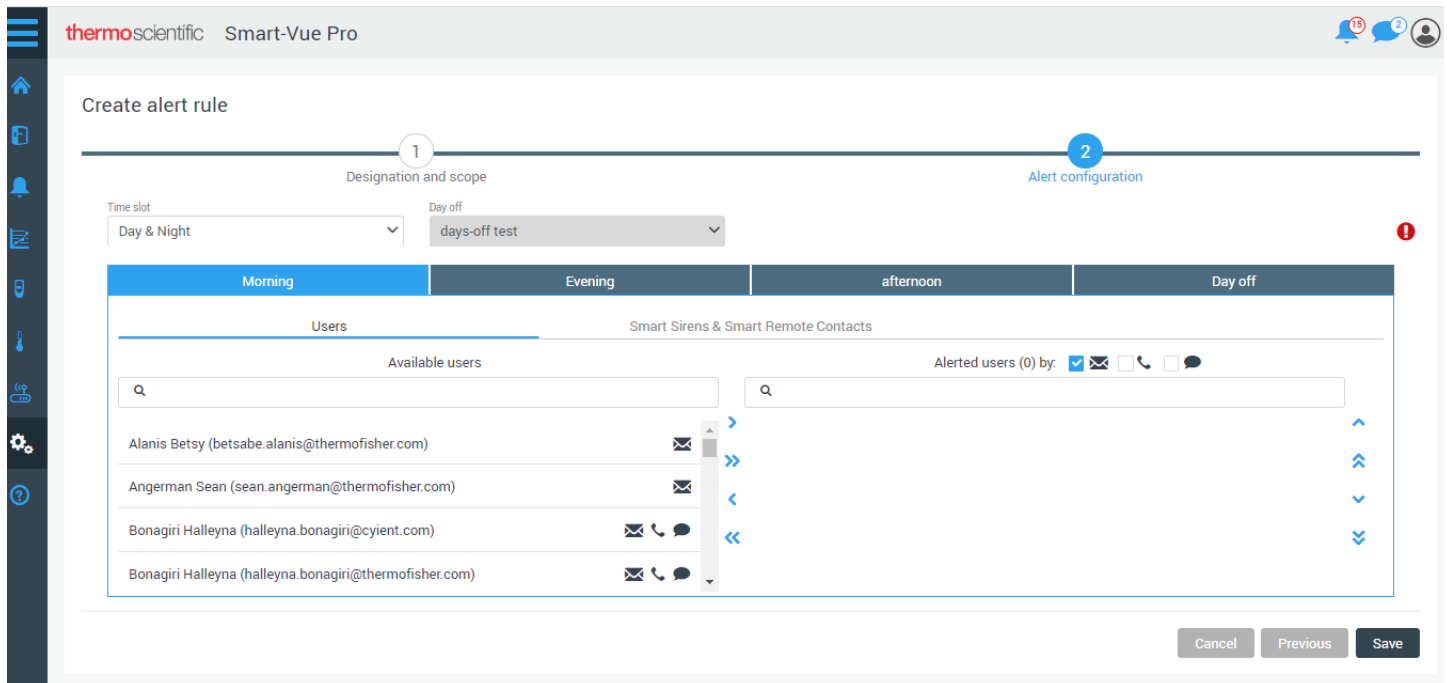 thermoscientific Smart-Vue Pro 15 2
Create alert rule
1 2
Designation and scope Alert configuration
Time slot Day off
Day & Night days-off test
Morning Evening afternoon Day off
Users Smart Sirens & Smart Remote Contacts
Available users Alerted users (0) by:
Alanis Betsy (betsabe.alanis@thermofisher.com)
Angerman Sean (sean.angerman@thermofisher.com)
Bonagiri Halleyna (halleyna.bonagiri@cyient.com)
Bonagiri Halleyna (halleyna.bonagiri@thermofisher.com)
Cancel Previous Save